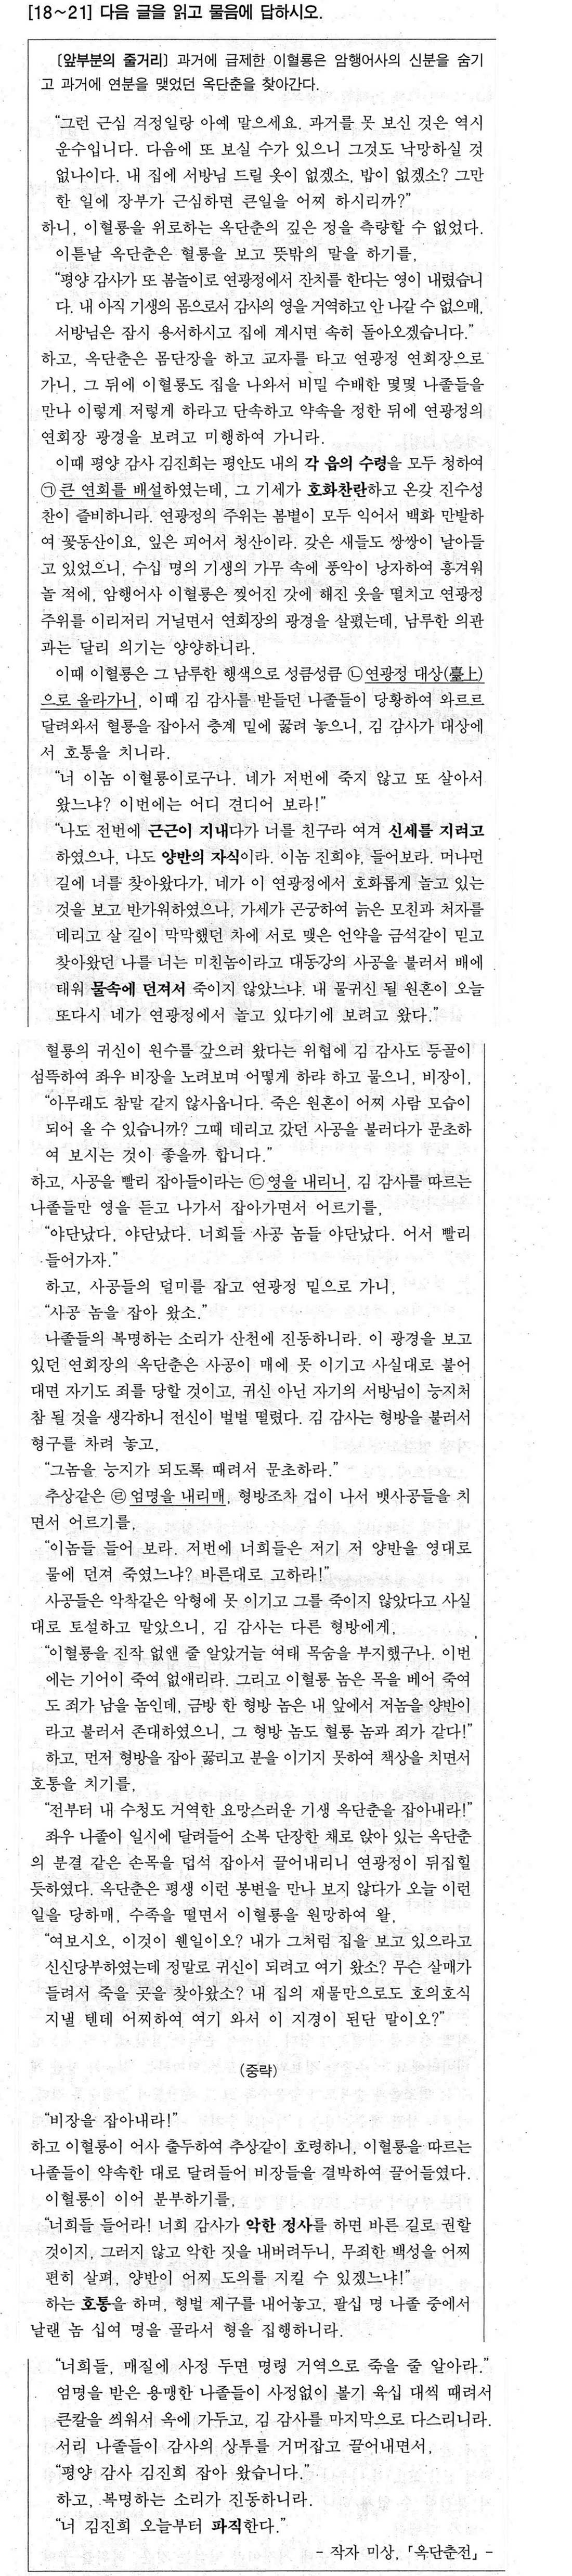 [18~21] 다음 글을 읽고 물음에 답하시오.
[앞부분의 줄거리] 과거에 급제한 이혈룡은 암행어사의 신분을 숨기
고 과거에 연분을 맺었던 옥단춘을 찾아간다.
“그런 근심 걱정일랑 아예 말으세요. 과거를 못 보신 것은 역시
운수입니다. 다음에 또 보실 수가 있으니 그것도 낙망하실 것
없나이다. 내 집에 서방님 드릴 옷이 없겠소, 밥이 없겠소? 그만
한 일에 장부가 근심하면 큰일을 어찌 하시리까?”
하니, 이혈룡을 위로하는 옥단춘의 깊은 정을 측량할 수 없었다.
이튿날 옥단춘은 혈룡을 보고 뜻밖의 말을 하기를,
“평양 감사가 또 봄놀이로 연광정에서 잔치를 한다는 영이 내렸습니
다. 내 아직 기생의 몸으로서 감사의 영을 거역하고 안 나갈 수 없으매,
서방님은 잠시 용서하시고 집에 계시면 속히 돌아오겠습니다.”
하고, 옥단춘은 몸단장을 하고 교자를 타고 연광정 연회장으로
가니, 그 뒤에 이혈룡도 집을 나와서 비밀 수배한 몇몇 나졸들을
만나 이렇게 저렇게 하라고 단속하고 약속을 정한 뒤에 연광정의
연회장 광경을 보려고 미행하여 가니라.
이때 평양 감사 김진희는 평안도 내의 각 읍의 수령을 모두 청하여
㉠큰 연회를 배설하였는데, 그 기세가 호화찬란하고 온갖 진수성
찬이 즐비하니라. 연광정의 주위는 봄볕이 모두 익어서 백화 만발하
여 꽃동산이요, 잎은 피어서 청산이라. 갖은 새들도 쌍쌍이 날아들
고 있었으니, 수십 명의 기생의 가무 속에 풍악이 낭자하여 흥겨워
놀 적에, 암행어사 이혈룡은 찢어진 갓에 해진 옷을 떨치고 연광정
주위를 이리저리 거닐면서 연회장의 광경을 살폈는데, 남루한 의관
과는 달리 의기는 양양하니라.
이때 이혈룡은 그 남루한 행색으로 성큼성큼 ㉡연광정 대상(臺上)
으로 올라가니, 이때 김 감사를 받들던 나졸들이 당황하여 와르르
달려와서 혈룡을 잡아서 층계 밑에 꿇려 놓으니, 김 감사가 대상에
서 호통을 치니라.
“너 이놈 이혈룡이로구나. 네가 저번에 죽지 않고 또 살아서
왔느냐? 이번에는 어디 견디어 보라!”
“나도 전번에 근근이 지내다가 너를 친구라 여겨 신세를 지려고
하였으나, 나도 양반의 자식이라. 이놈 진희야, 들어보라. 머나먼
길에 너를 찾아왔다가, 네가 이 연광정에서 호화롭게 놀고 있는
것을 보고 반가워하였으나, 가세가 곤궁하여 늙은 모친과 처자를
데리고 살 길이 막막했던 차에 서로 맺은 언약을 금석같이 믿고
찾아왔던 나를 너는 미친놈이라고 대동강의 사공을 불러서 배에
태워 물속에 던져서 죽이지 않았느냐. 내 물귀신 될 원혼이 오늘
또다시 네가 연광정에서 놀고 있다기에 보려고 왔다.”
혈룡의 귀신이 원수를 갚으러 왔다는 위협에 김 감사도 등골이
섬뜩하여 좌우 비장을 노려보며 어떻게 하랴 하고 물으니, 비장이,
“아무래도 참말 같지 않사옵니다. 죽은 원혼이 어찌 사람 모습이
되어 올 수 있습니까? 그때 데리고 갔던 사공을 불러다가 문초하
여 보시는 것이 좋을까 합니다.”
하고, 사공을 빨리 잡아들이라는 ㉢영을 내리니, 김 감사를 따르는
나졸들만 영을 듣고 나가서 잡아가면서 어르기를,
“야단났다, 야단났다. 너희들 사공 놈들 야단났다. 어서 빨리
들어가자.”
하고, 사공들의 덜미를 잡고 연광정 밑으로 가니,
“사공 놈을 잡아 왔소.”
나졸들의 복명하는 소리가 산천에 진동하니라. 이 광경을 보고
있던 연회장의 옥단춘은 사공이 매에 못 이기고 사실대로 불어
대면 자기도 죄를 당할 것이고, 귀신 아닌 자기의 서방님이 능지처
참 될 것을 생각하니 전신이 벌벌 떨렸다. 김 감사는 형방을 불러서
형구를 차려 놓고,
“그놈을 능지가 되도록 때려서 문초하라.”
추상같은 ㉣엄명을 내리매, 형방조차 겁이 나서 뱃사공들을 치
면서 어르기를,
“이놈들 들어 보라. 저번에 너희들은 저기 저 양반을 영대로
물에 던져 죽였느냐? 바른대로 고하라!”
사공들은 악착같은 악형에 못 이기고 그를 죽이지 않았다고 사실
대로 토설하고 말았으니, 김 감사는 다른 형방에게,
“이혈룡을 진작 없앤 줄 알았거늘 여태 목숨을 부지했구나. 이번
에는 기어이 죽여 없애리라. 그리고 이혈룡 놈은 목을 베어 죽여
도 죄가 남을 놈인데, 금방 한 형방 놈은 내 앞에서 저놈을 양반이
라고 불러서 존대하였으니, 그 형방 놈도 혈룡 놈과 죄가 같다!”
하고, 먼저 형방을 잡아 꿇리고 분을 이기지 못하여 책상을 치면서
호통을 치기를,
“전부터 내 수청도 거역한 요망스러운 기생 옥단춘을 잡아내라!”
좌우 나졸이 일시에 달려들어 소복 단장한 채로 앉아 있는 옥단춘
의 분결 같은 손목을 덥석 잡아서 끌어내리니 연광정이 뒤집힐
듯하였다. 옥단춘은 평생 이런 봉변을 만나 보지 않다가 오늘 이런
일을 당하매, 수족을 떨면서 이혈룡을 원망하여 왈,
“여보시오, 이것이 웬일이오? 내가 그처럼 집을 보고 있으라고
신신당부하였는데 정말로 귀신이 되려고 여기 왔소? 무슨 살매가
들려서 죽을 곳을 찾아왔소? 내 집의 재물만으로도 호의호식
지낼 텐데 어찌하여 여기 와서 이 지경이 된단 말이오?”
(중략)
“비장을 잡아내라!”
하고 이혈룡이 어사 출두하여 추상같이 호령하니, 이혈룡을 따르는
나졸들이 약속한 대로 달려들어 비장들을 결박하여 끌어들였다.
이혈룡이 이어 분부하기를,
“너희들 들어라! 너희 감사가 악한 정사를 하면 바른 길로 권할
것이지, 그러지 않고 악한 짓을 내버려두니, 무죄한 백성을 어찌
편히 살펴, 양반이 어찌 도의를 지킬 수 있겠느냐!”
하는 호통을 하며, 형벌 제구를 내어놓고, 팔십 명 나졸 중에서
날랜 놈 십여 명을 골라서 형을 집행하니라.
“너희들, 매질에 사정 두면 명령 거역으로 죽을 줄 알아라.”
엄명을 받은 용맹한 나졸들이 사정없이 볼기 육십 대씩 때려서
큰칼을 씌워서 옥에 가두고, 김 감사를 마지막으로 다스리니라.
서리 나졸들이 감사의 상투를 거머잡고 끌어내면서,
“평양 감사 김진희 잡아 왔습니다.”
하고, 복명하는 소리가 진동하니라.
“너 김진희 오늘부터 파직한다.”
- 작자 미상, 「옥단춘전」 -